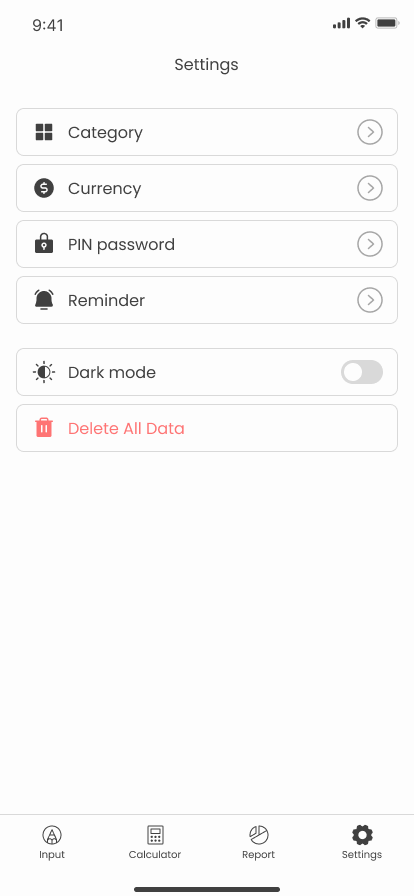 9:41
Settings
Category
Currency
PIN password
Reminder
Dark mode
Delete All Data
Input
Calculator
Report
Settings